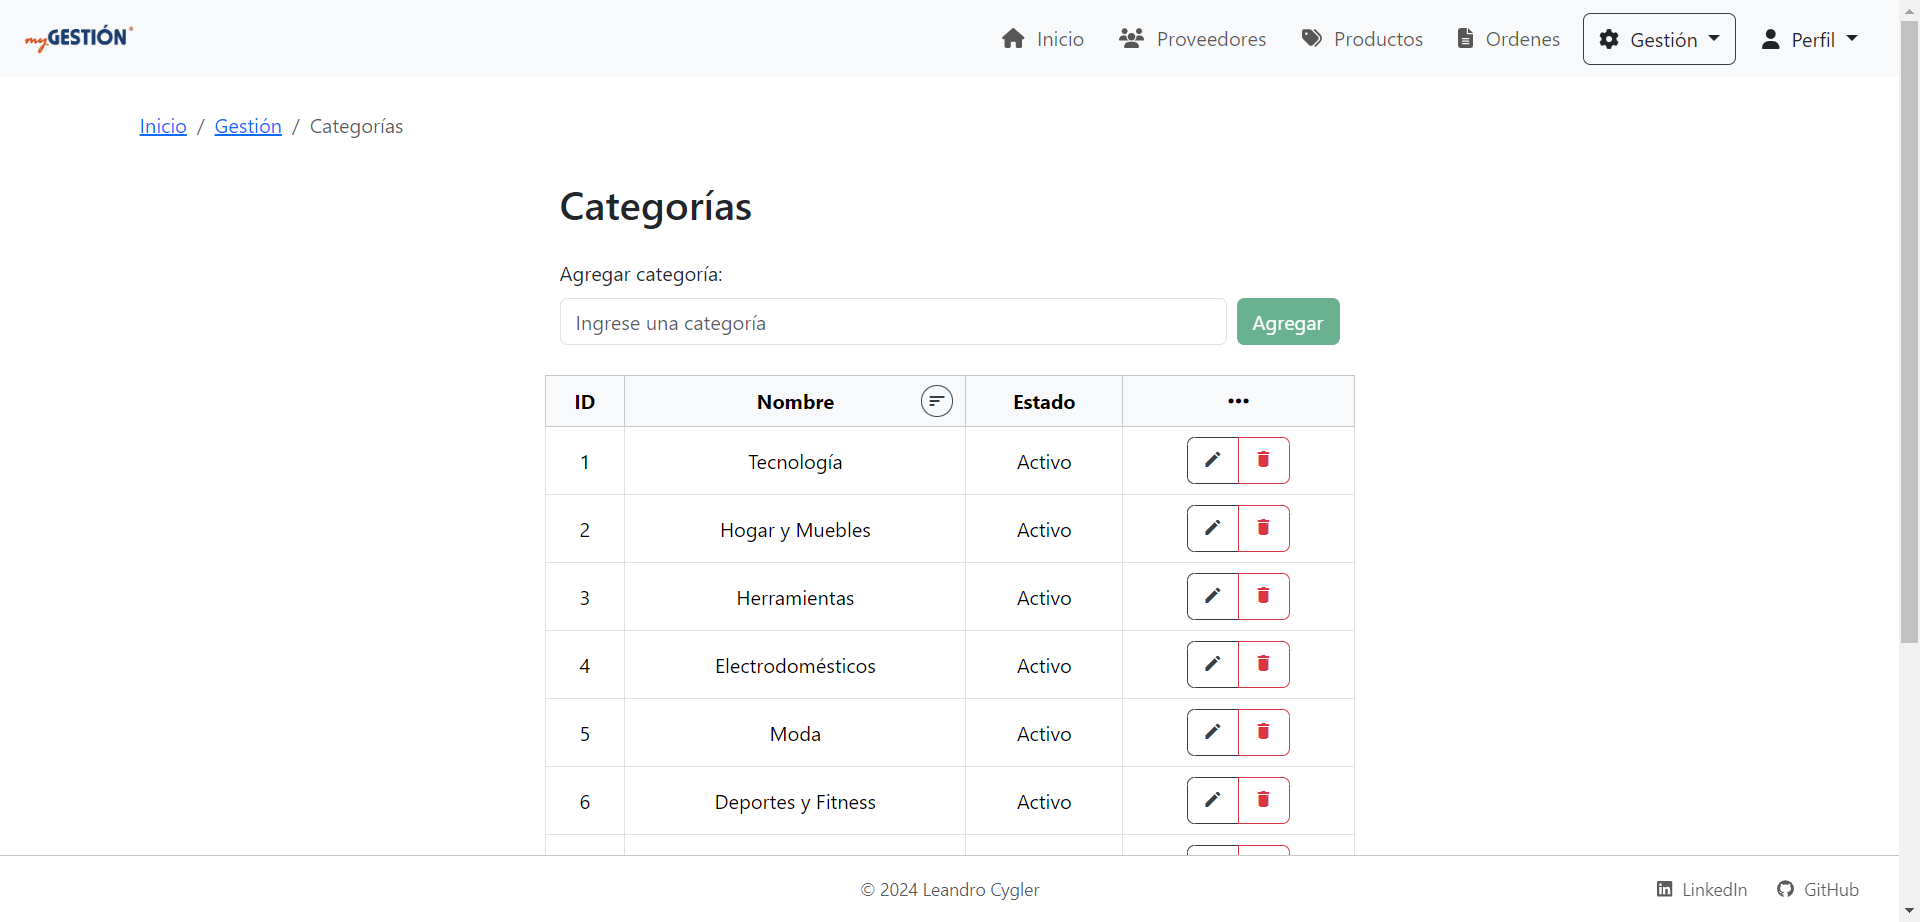 myGESTIÓN
Inicio
Proveedores
Productos
Ordenes
Gestión
Perfil
Inicio / Gestión / Categorías
Categorías
Agregar categoría:
Ingrese una categoría
Agregar
ID Nombre Estado •••
1 Tecnología Activo
2 Hogar y Muebles Activo
3 Herramientas Activo
4 Electrodomésticos Activo
5 Moda Activo
6 Deportes y Fitness Activo
© 2024 Leandro Cygler
LinkedIn
GitHub